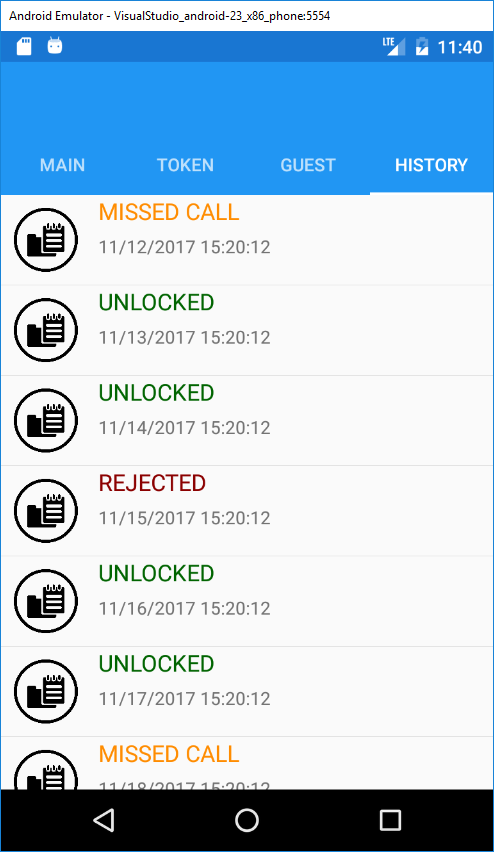 Android Emulator - VisualStudio_android-23_x86_phone:5554
LTE 11:40
MAIN TOKEN GUEST HISTORY
MISSED CALL
11/12/2017 15:20:12
UNLOCKED
11/13/2017 15:20:12
UNLOCKED
11/14/2017 15:20:12
REJECTED
11/15/2017 15:20:12
UNLOCKED
11/16/2017 15:20:12
UNLOCKED
11/17/2017 15:20:12
MISSED CALL
11/18/2017 15:20:12